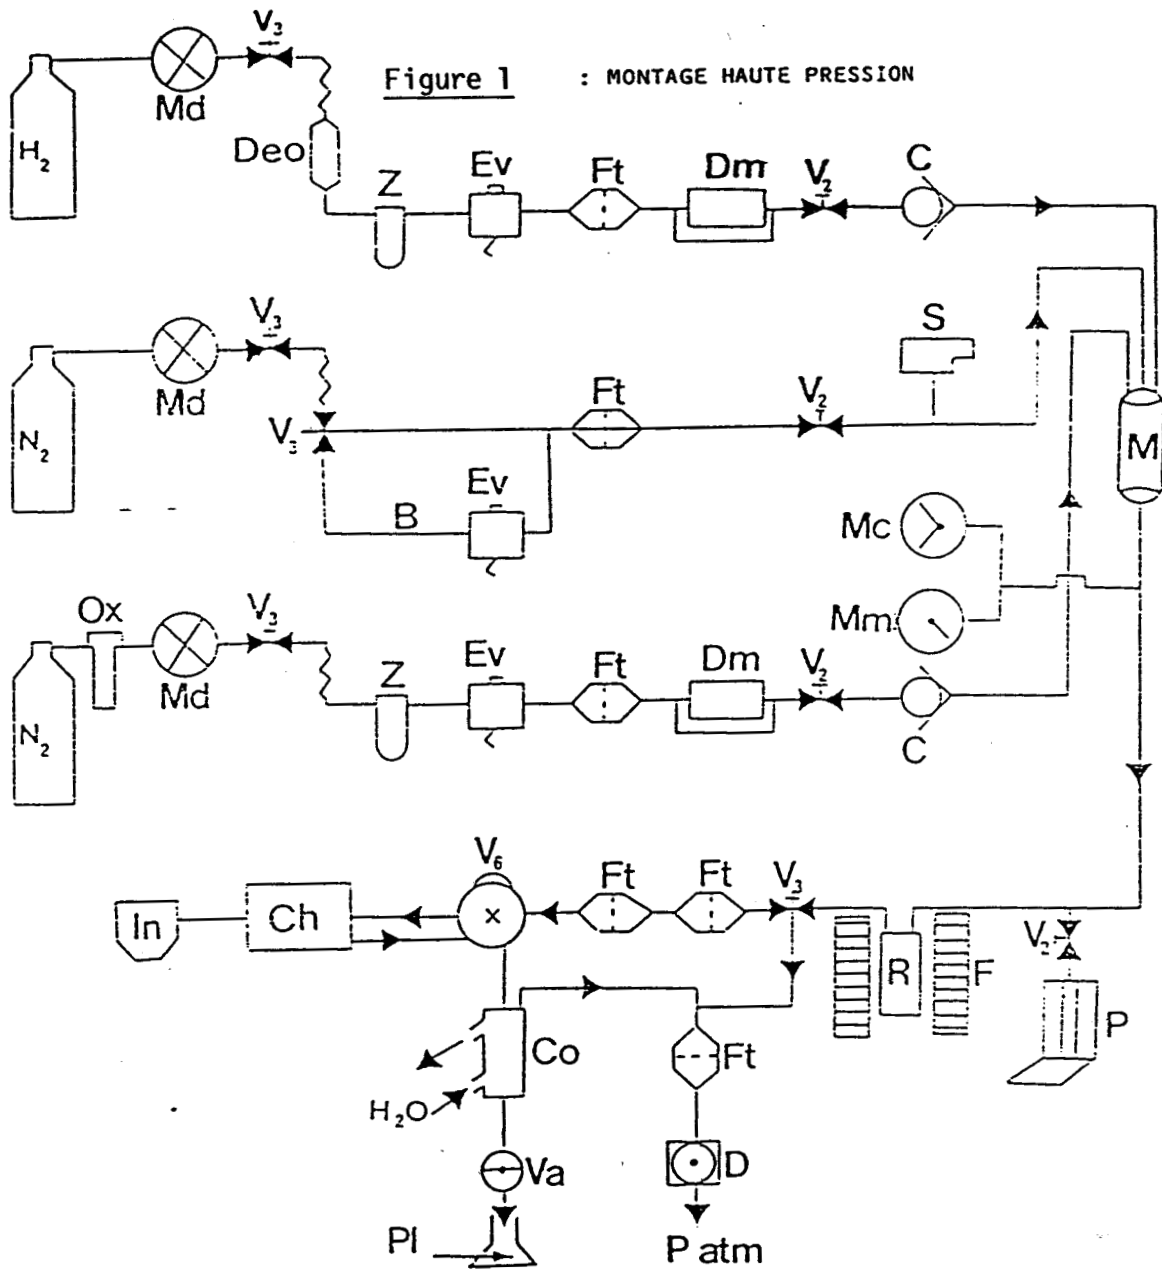 V3
Figure 1 : MONTAGE HAUTE PRESSION
Md
H2
Deo
Z
Ev
Ft
Dm
V2
C
V3
S
Md
Ft
V2
N2
V3
M
Ev
B
Mc
Ox
V3
Mm
Md
Z
Ev
Ft
Dm
V2
N2
C
V6
Ft
Ft
V3
In
Ch
x
V2
R
F
P
Co
Ft
H2O
Va
D
Pl
P atm